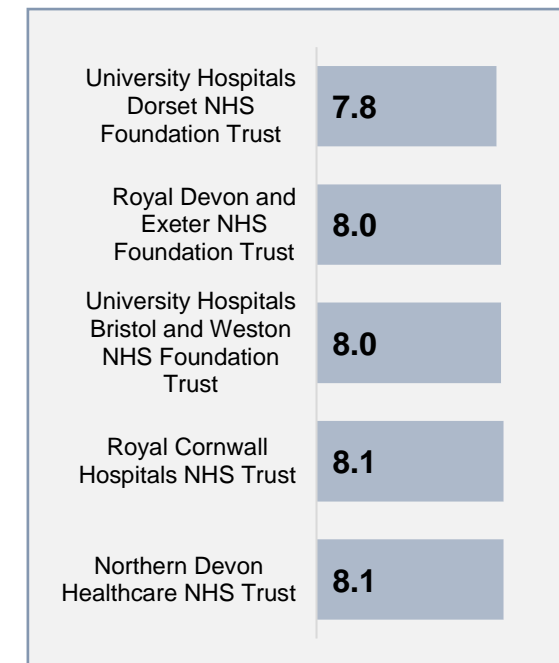 University Hospitals
Dorset NHS
Foundation Trust
7.8
Royal Devon and
Exeter NHS
Foundation Trust
8.0
University Hospitals
Bristol and Weston
NHS Foundation
Trust
8.0
Royal Cornwall
Hospitals NHS Trust
8.1
Northern Devon
Healthcare NHS Trust
8.1